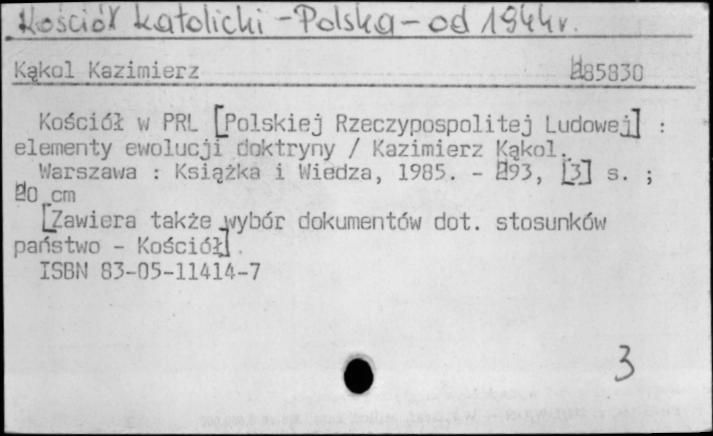 Kościół katolicki - Polska - od 1944 r.
Kąkol Kazimierz 285830
Kościół w PRL [Polskiej Rzeczypospolitej Ludowej] :
elementy ewolucji doktryny / Kazimierz Kąkol.
Warszawa : Książka i Wiedza, 1985. - 293, [3] s. ;
20 cm
[Zawiera także wybór dokumentów dot. stosunków
państwo - Kościół].
ISBN 83-05-11414-7
3